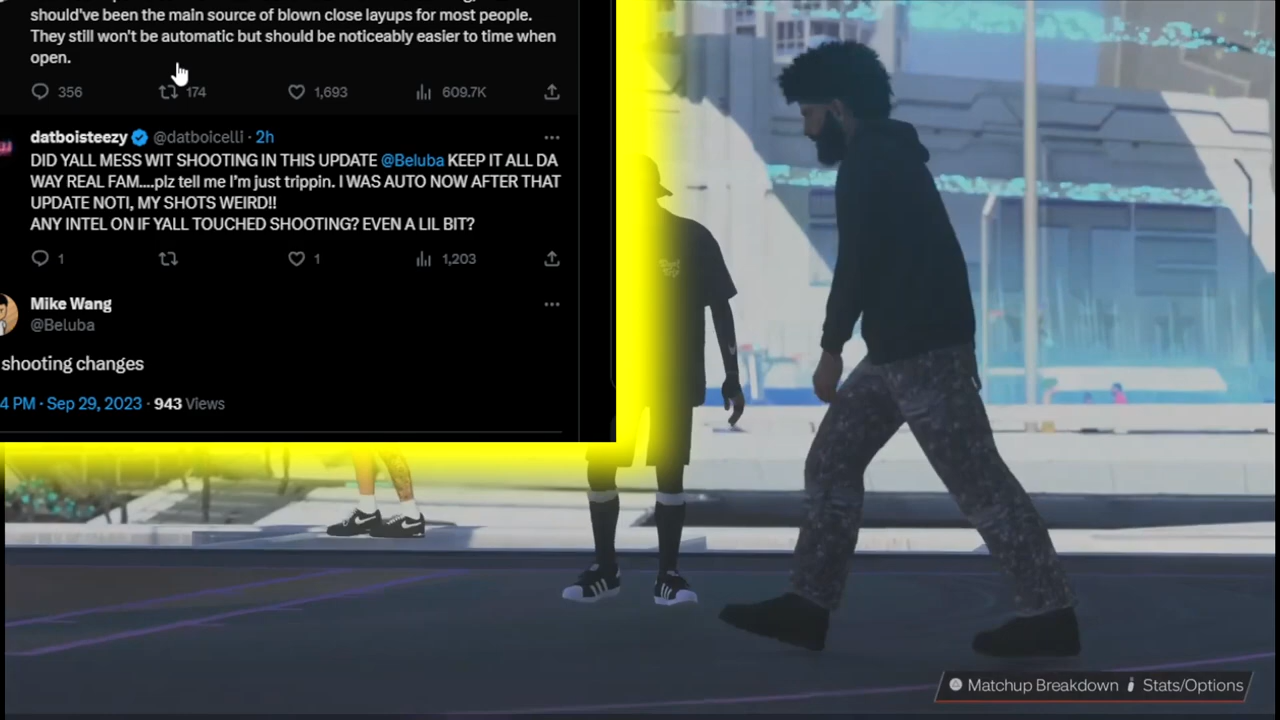 should've been the main source of blown close layups for most people.
They still won't be automatic but should be noticeably easier to time when
open.
356 174 1,693 609.7K
datboisteezy @datboicelli · 2h
DID YALL MESS WIT SHOOTING IN THIS UPDATE @Beluba KEEP IT ALL DA
WAY REAL FAM....plz tell me I'm just trippin. I WAS AUTO NOW AFTER THAT
UPDATE NOTI, MY SHOTS WEIRD!!
ANY INTEL ON IF YALL TOUCHED SHOOTING? EVEN A LIL BIT?
1 1 1,203
Mike Wang
@Beluba
shooting changes
4 PM · Sep 29, 2023 · 943 Views
Matchup Breakdown Stats/Options